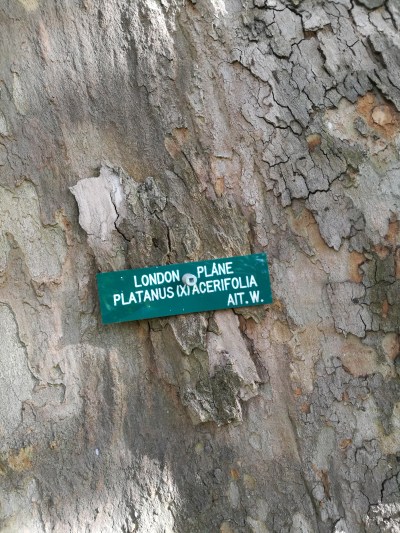 LONDON PLANE
PLATANUS (X) ACERIFOLIA
AIT. W.